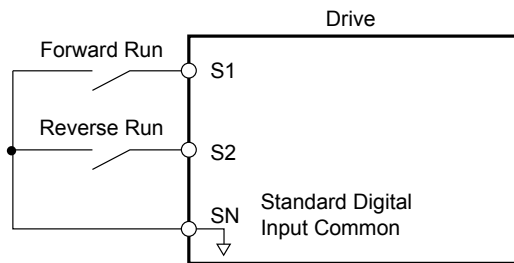 Drive
Forward Run
S1
Reverse Run
S2
SN
Standard Digital
Input Common